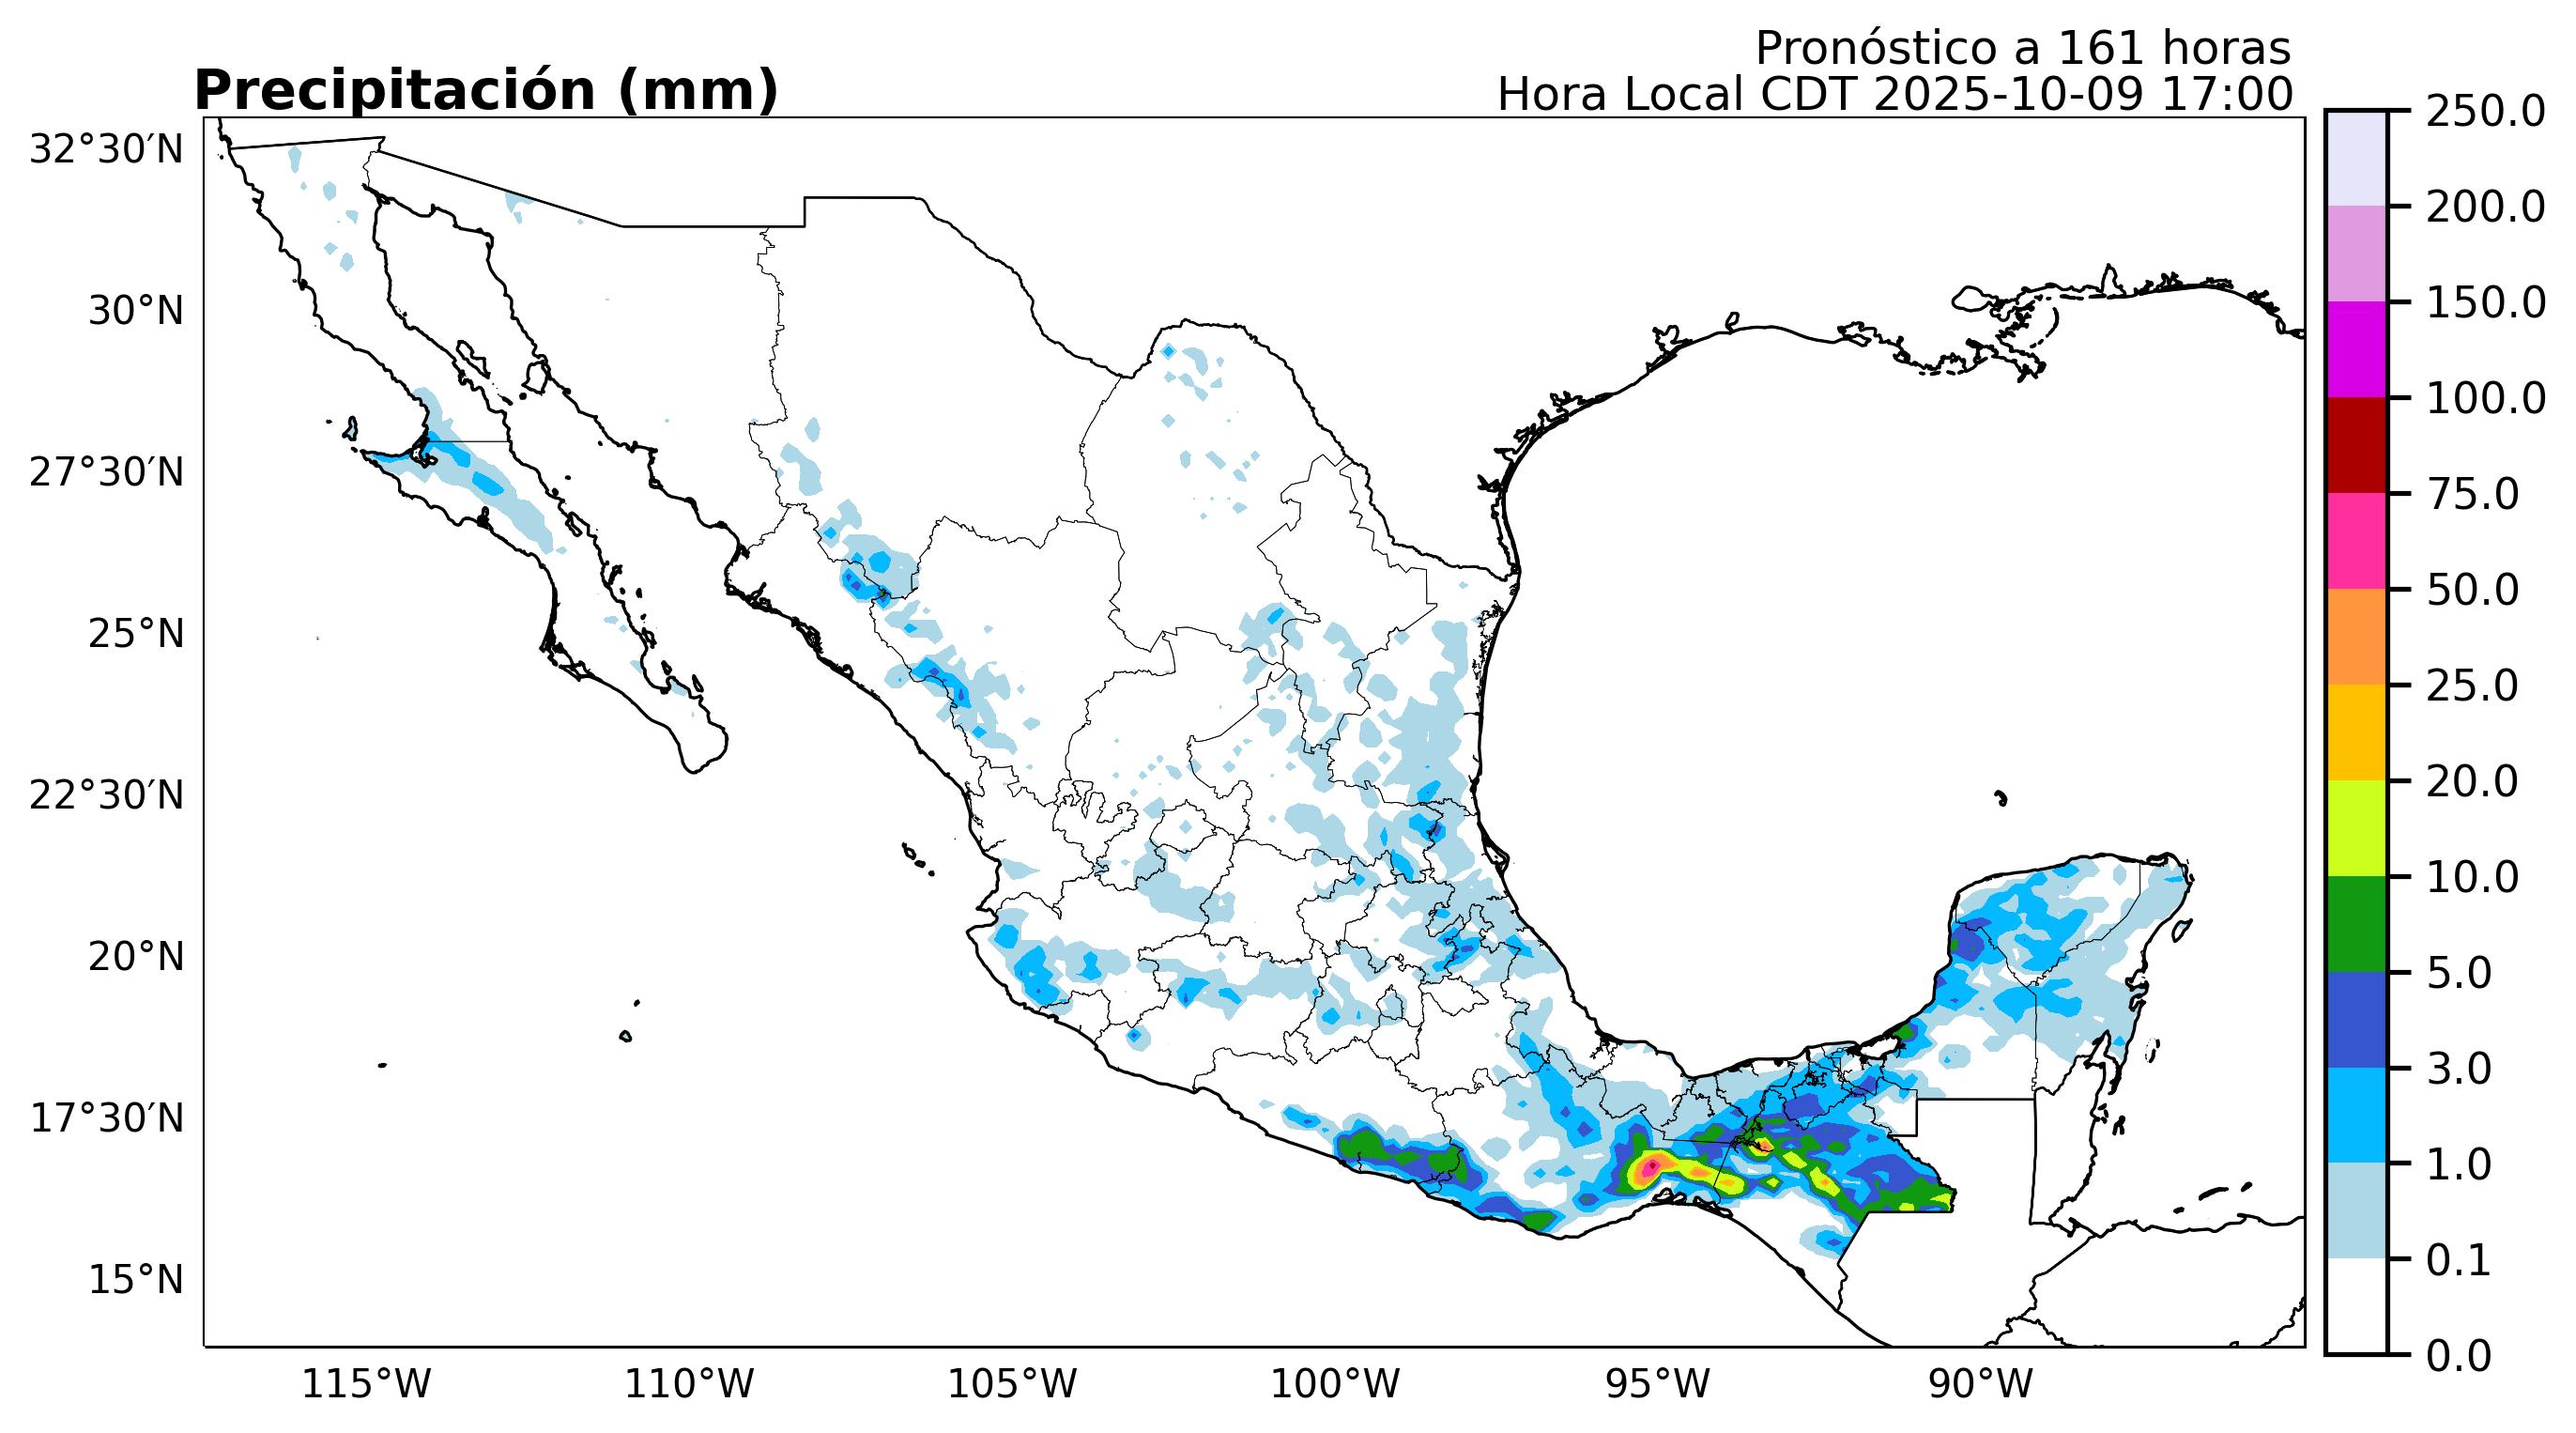 Pronóstico a 161 horas
Precipitación (mm)
Hora Local CDT 2025-10-09 17:00
32°30′N
30°N
27°30′N
25°N
22°30′N
20°N
17°30′N
15°N
115°W
110°W
105°W
100°W
95°W
90°W
250.0
200.0
150.0
100.0
75.0
50.0
25.0
20.0
10.0
5.0
3.0
1.0
0.1
0.0